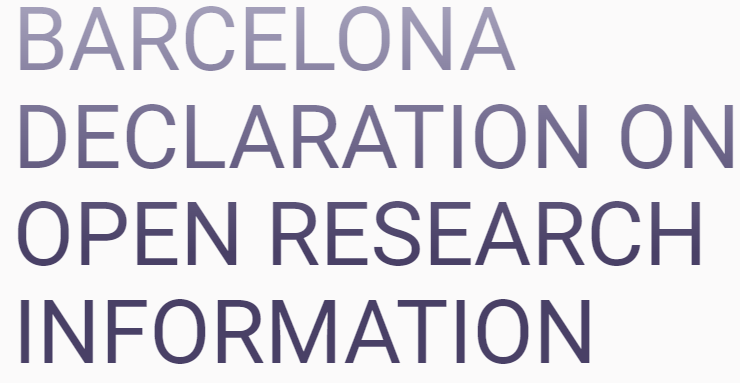 BARCELONA
DECLARATION ON
OPEN RESEARCH
INFORMATION